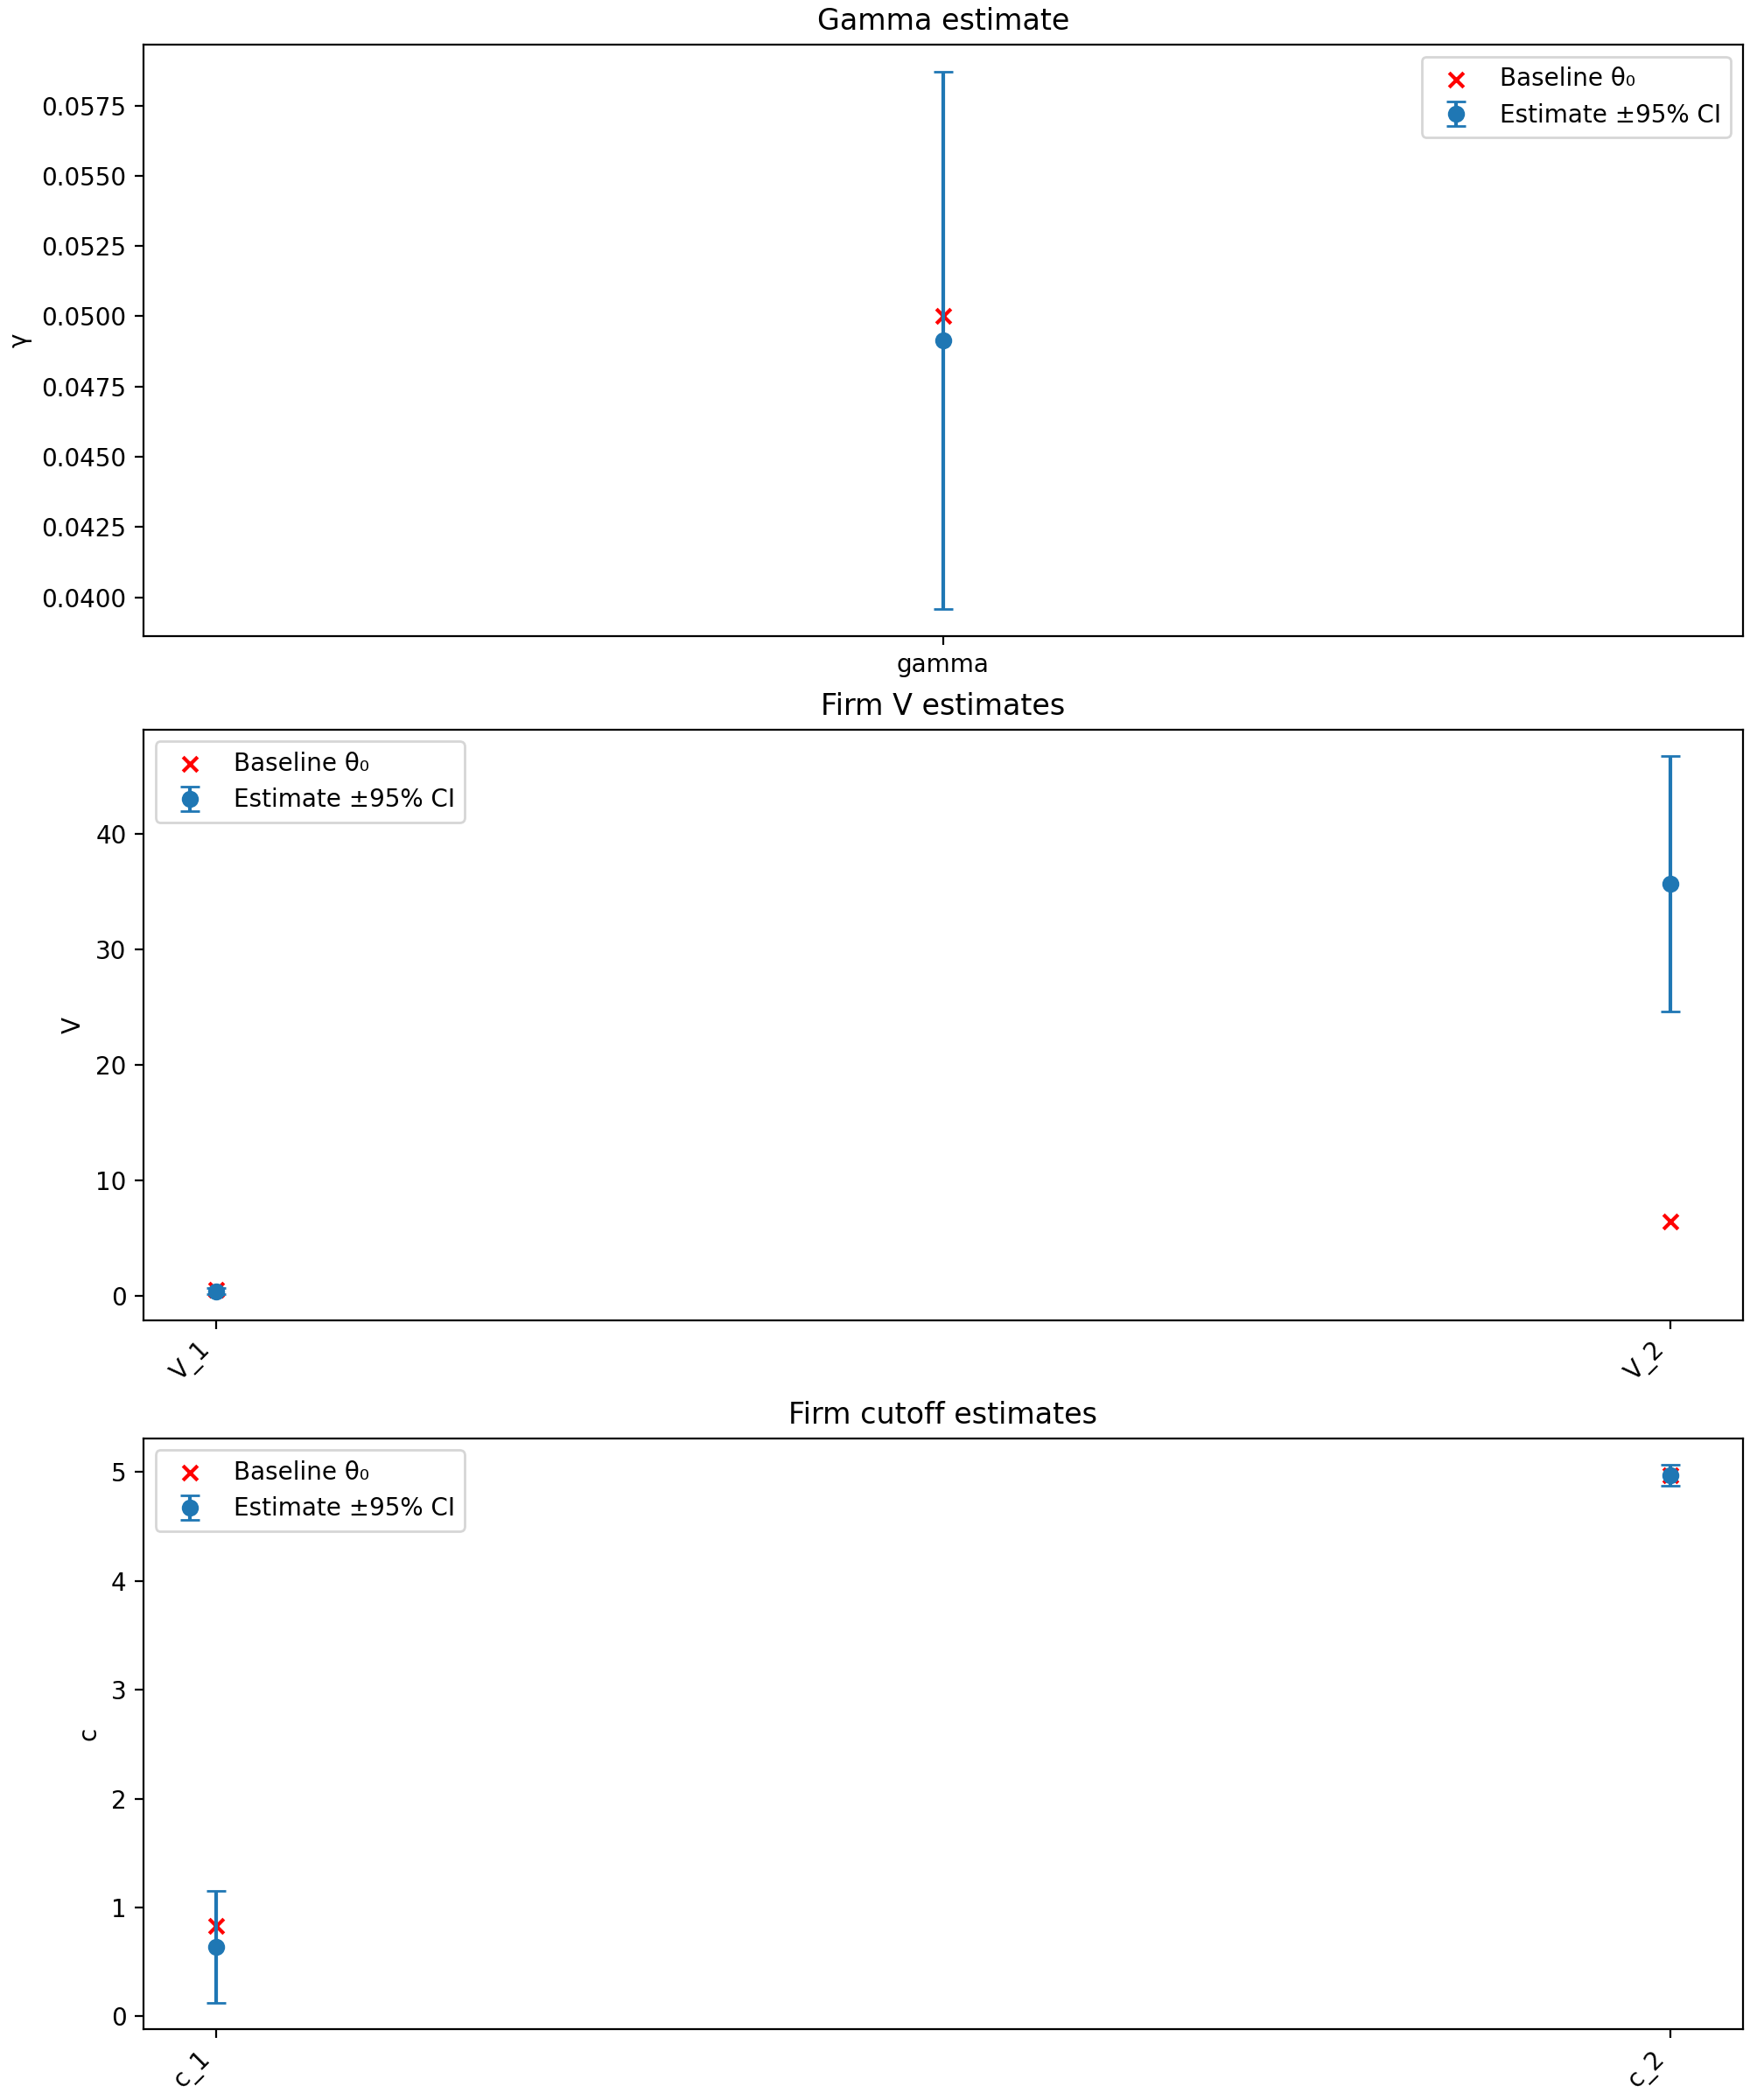 Gamma estimate
γ
0.0575
0.0550
0.0525
0.0500
0.0475
0.0450
0.0425
0.0400
Baseline θ₀
Estimate ±95% CI
gamma
Firm V estimates
V
40
30
20
10
0
Baseline θ₀
Estimate ±95% CI
V_1
V_2
Firm cutoff estimates
c
5
4
3
2
1
0
Baseline θ₀
Estimate ±95% CI
c_1
c_2